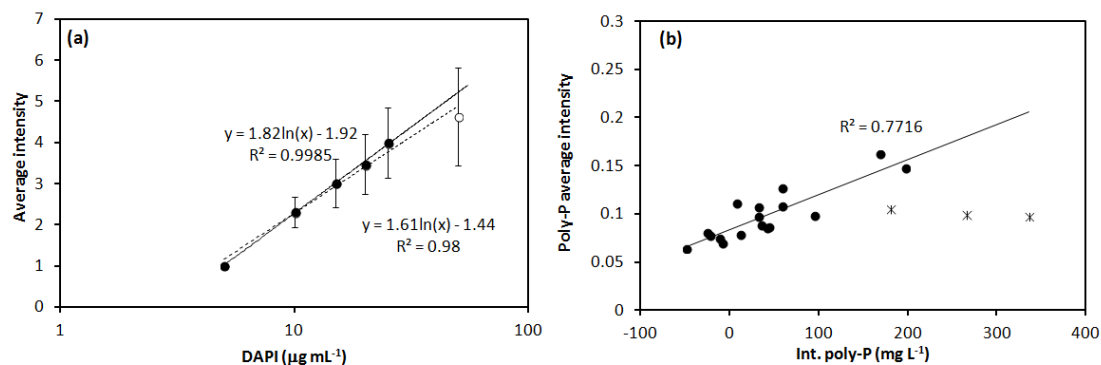 (a)
Average intensity
7
6
5
4
3
2
1
0
y = 1.82ln(x) - 1.92
R² = 0.9985
y = 1.61ln(x) - 1.44
R² = 0.98
1
10
100
DAPI (µg mL⁻¹)
(b)
Poly-P average intensity
0.3
0.25
0.2
0.15
0.1
0.05
0
R² = 0.7716
-100
0
100
200
300
400
Int. poly-P (mg L⁻¹)